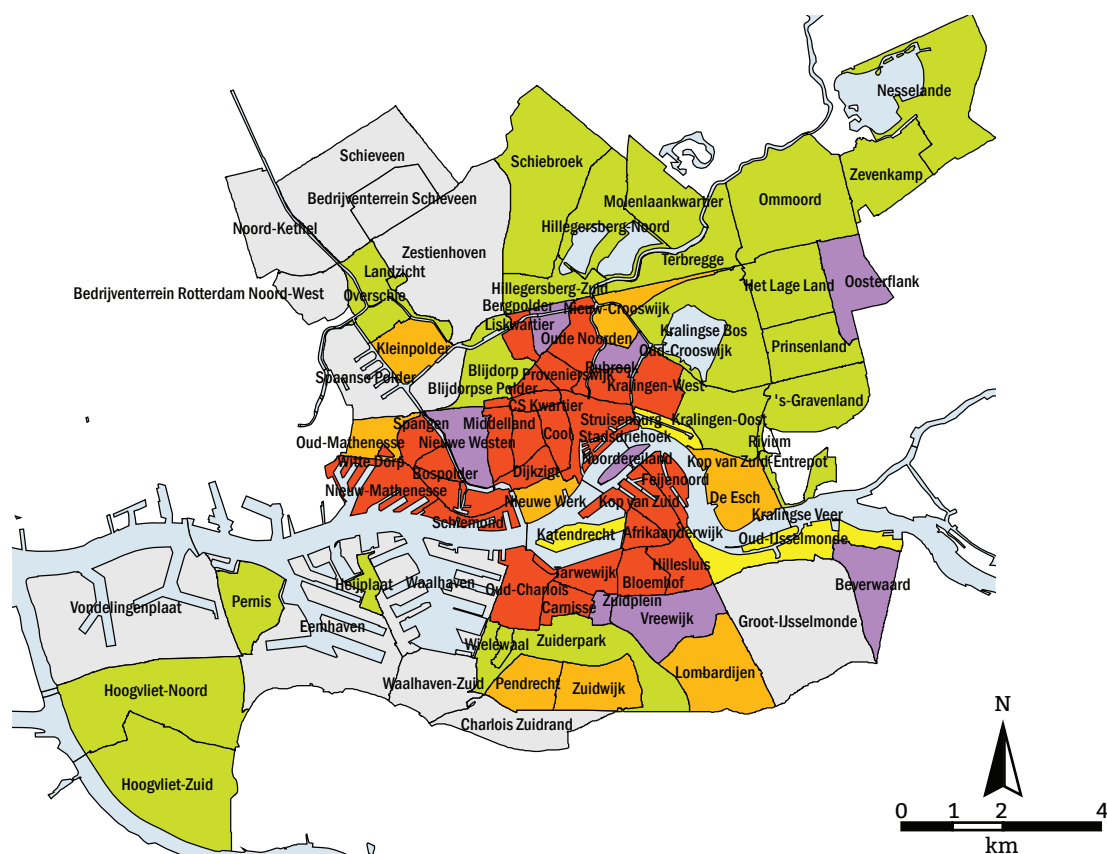 Nesselande
Schieveen
Schiebroek
Zevenkamp
Bedrijventerrein Schieveen
Molenlaankwartier
Ommoord
Noord-Kethel
Hillegersberg-Noord
Zestienhoven
Terbregge
Landzicht
Oosterflank
Bedrijventerrein Rotterdam Noord-West
Overschie
Hillegersberg-Zuid
Het Lage Land
Bergpolder
Nieuw-Crooswijk
Liskwartier
Kralingse Bos
Oude Noorden
Kleinpolder
Prinsenland
Oud-Crooswijk
Rubroek
Blijdorp
Provenierswijk
Spaanse Polder
Blijdorpse Polder
Kralingen-West
's-Gravenland
CS Kwartier
Spangen
Middelland
Struisenburg
Kralingen-Oost
Oud-Mathenesse
Nieuwe Westen
Cool
Stadsdriehoek
Rivium
Witte Dorp
Noordereiland
Kop van Zuid-Entrepot
Bospolder
Dijkzigt
Feijenoord
Nieuw-Mathenesse
Nieuwe Werk
Kop van Zuid
De Esch
Schiemond
Kralingse Veer
Katendrecht
Afrikaanderwijk
Oud-IJsselmonde
Hillesluis
Heijplaat
Waalhaven
Tarwewijk
Bloemhof
Beverwaard
Oud-Charlois
Pernis
Vondelingenplaat
Carnisse
Zuidplein
Vreewijk
Groot-IJsselmonde
Eemhaven
Wielewaal
Zuiderpark
Lombardijen
Hoogvliet-Noord
Waalhaven-Zuid
Pendrecht
Zuidwijk
Charlois Zuidrand
N
Hoogvliet-Zuid
0 1 2 4
km